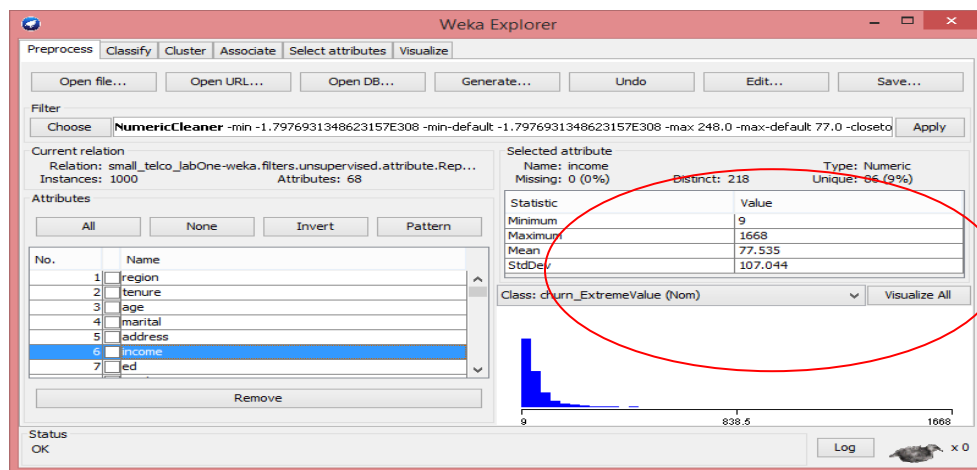 Weka Explorer
Preprocess Classify Cluster Associate Select attributes Visualize
Open file... Open URL... Open DB... Generate... Undo Edit... Save...
Filter
Choose NumericCleaner -min -1.7976931348623157E308 -min-default -1.7976931348623157E308 -max 248.0 -max-default 77.0 -closeto Apply
Current relation
Relation: small_telco_labOne-weka.filters.unsupervised.attribute.Rep...
Instances: 1000 Attributes: 68
Attributes
All None Invert Pattern
No. Name
1 region
2 tenure
3 age
4 marital
5 address
6 income
7 ed
Remove
Selected attribute
Name: income Type: Numeric
Missing: 0 (0%) Distinct: 218 Unique: 86 (9%)
Statistic Value
Minimum 9
Maximum 1668
Mean 77.535
StdDev 107.044
Class: churn_ExtremeValue (Nom) Visualize All
9 838.5 1668
Status
OK Log x 0